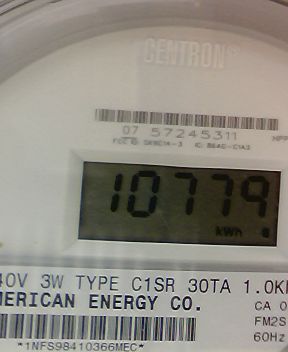 CENTRON®
07 57245311
10779
kWh
40V 3W TYPE C1SR 30TA 1.0K
MERICAN ENERGY CO.
CA 0
FM2S
60Hz
*1NFS98410366MEC*